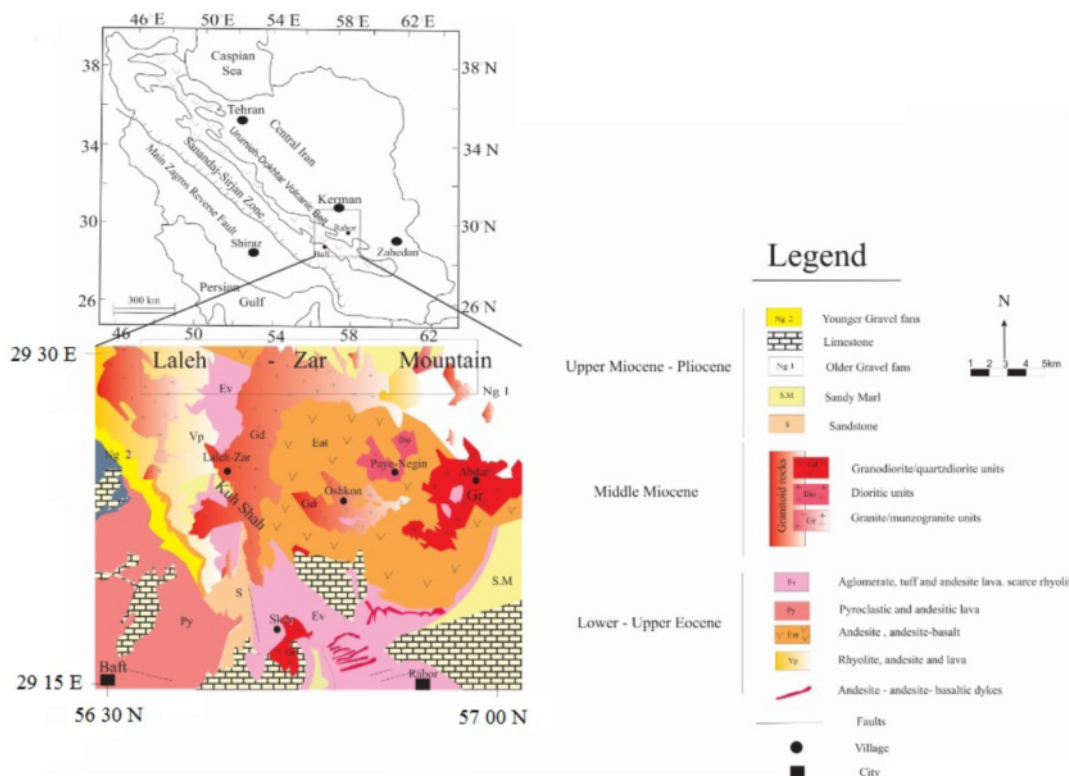 46 E 50 E 54 E 58 E 62 E
Caspian
Sea
38
38 N
Tehran
Central Iran
Urumieh-Dokhtar Volcanic Belt
34
34 N
Sanandaj-Sirjan Zone
Main Zagros Reverse Fault
Kerman
Rabor
30
30 N
Shiraz
Baft
Zahedan
Persian
Gulf
300 km
26
26 N
46 50 54 58 62
29 30 E
Laleh - Zar Mountain
Ev
Ng 1
Vp
Gd
Eat
Dio
Ng 2
Laleh-Zar
Paye-Negin
Abdar
Kuh Shah
Oshkon
Gd
Gr
S
S.M
Py
Ev
Baft
Rabor
29 15 E
56 30 N
57 00 N
Legend
N
1 2 3 4 5km
Upper Miocene - Pliocene
Ng 2 Younger Gravel fans
Limestone
Ng 1 Older Gravel fans
S.M Sandy Marl
S Sandstone
Middle Miocene
Granitoid rocks
Gd Granodiorite/quartzdiorite units
Dio Dioritic units
Gr Granite/munzogranite units
Lower - Upper Eocene
Ev Aglomerate, tuff and andesite lava. scarce rhyolit
Py Pyroclastic and andesitic lava
Eat Andesite , andesite-basalt
Vp Rhyolite, andesite and lava
Andesite - andesite- basaltic dykes
Faults
Village
City